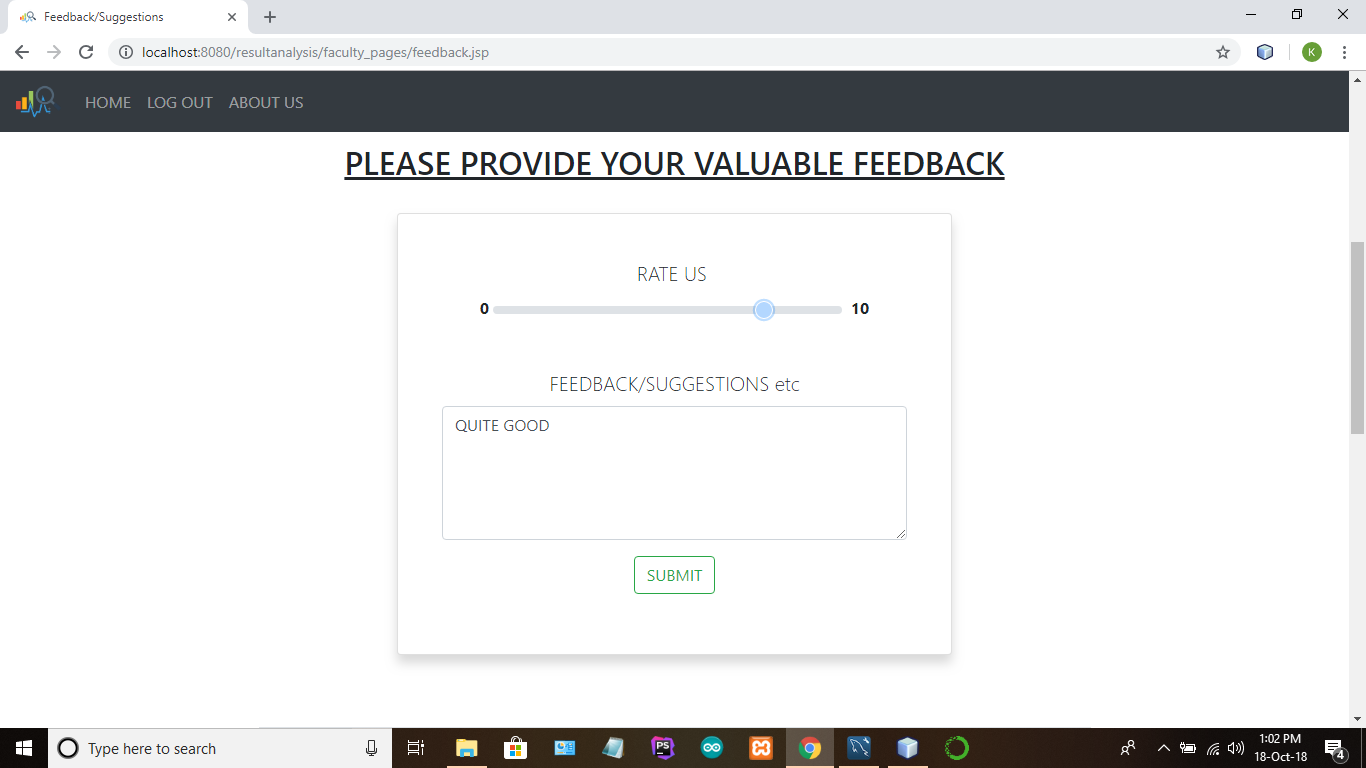 Feedback/Suggestions
localhost:8080/resultanalysis/faculty_pages/feedback.jsp
K
HOME LOG OUT ABOUT US
PLEASE PROVIDE YOUR VALUABLE FEEDBACK
RATE US
0 10
FEEDBACK/SUGGESTIONS etc
QUITE GOOD
SUBMIT
Type here to search
PS
1:02 PM
18-Oct-18
4